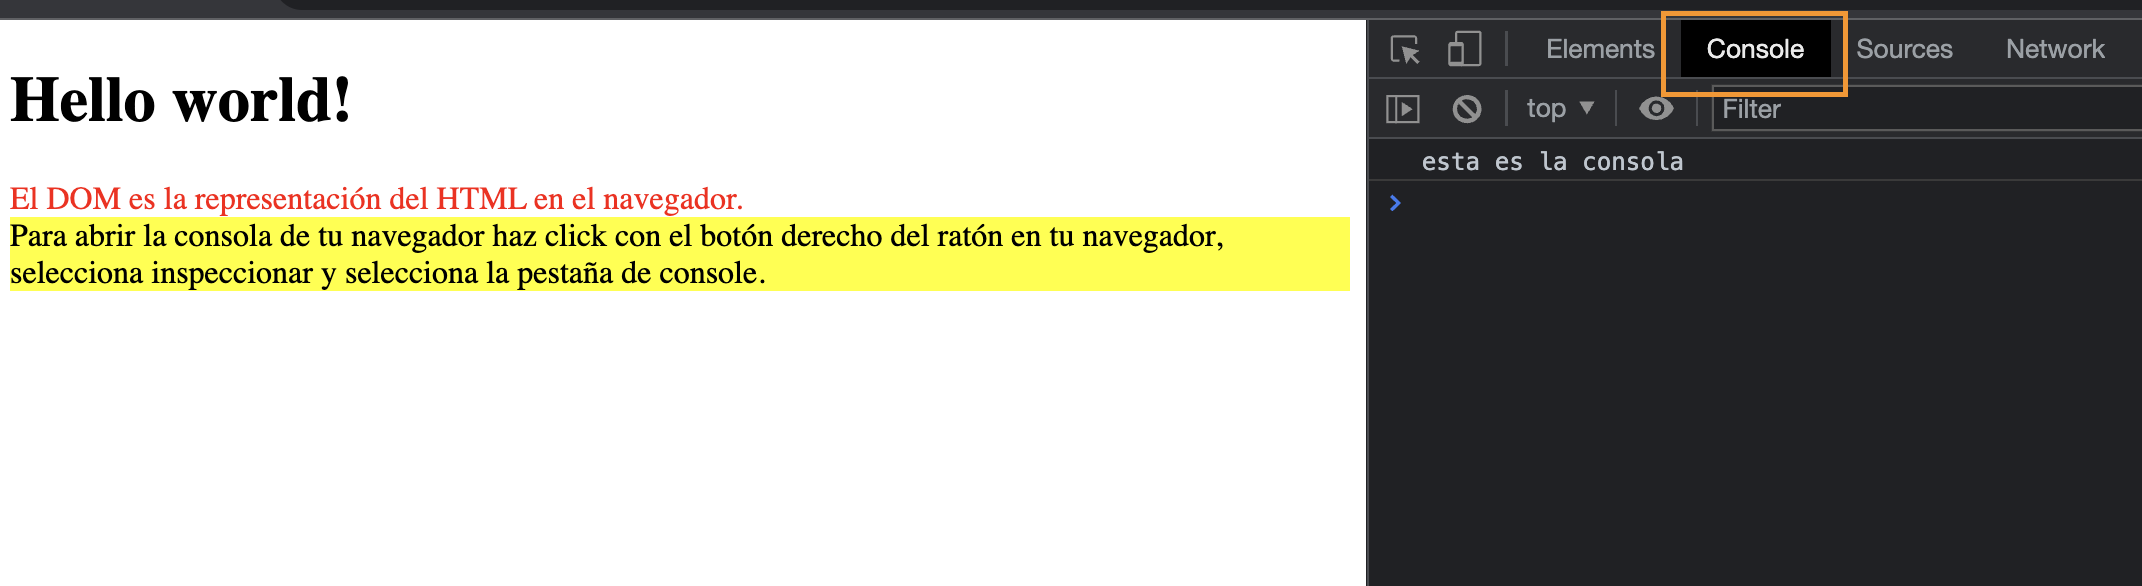 Hello world!
El DOM es la representación del HTML en el navegador.
Para abrir la consola de tu navegador haz click con el botón derecho del ratón en tu navegador,
selecciona inspeccionar y selecciona la pestaña de console.
Elements Console Sources Network
top Filter
esta es la consola